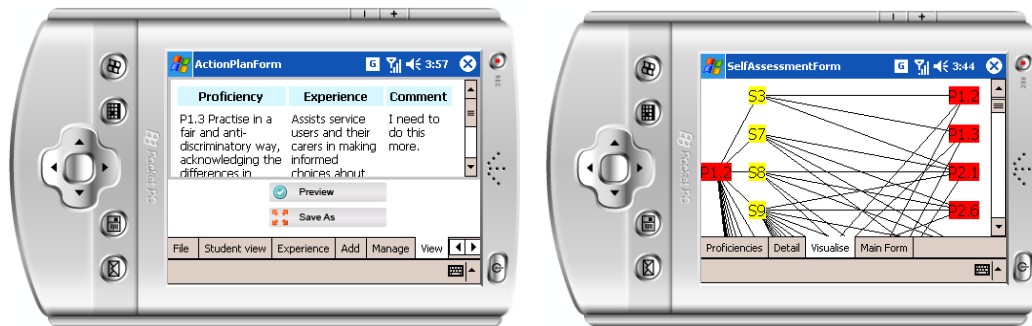 ActionPlanForm G 3:57
Proficiency Experience Comment
P1.3 Practise in a fair and anti-discriminatory way, acknowledging the differences in
Assists service users and their carers in making informed choices about
I need to do this more.
Preview
Save As
File Student view Experience Add Manage View
Pocket PC
SelfAssessmentForm G 3:44
S3 P1.2
S7 P1.3
P1.2 S8 P2.1
S9 P2.6
Proficiencies Detail Visualise Main Form
Pocket PC